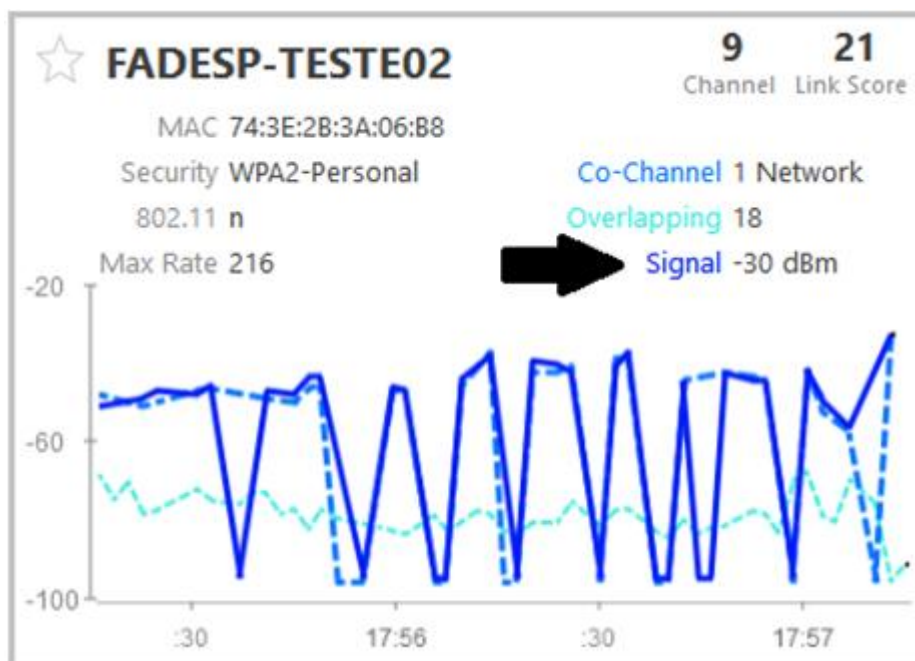 FADESP-TESTE02
9 21
Channel Link Score
MAC 74:3E:2B:3A:06:B8
Security WPA2-Personal Co-Channel 1 Network
802.11 n Overlapping 18
Max Rate 216 Signal -30 dBm
-20
-60
-100
:30 17:56 :30 17:57